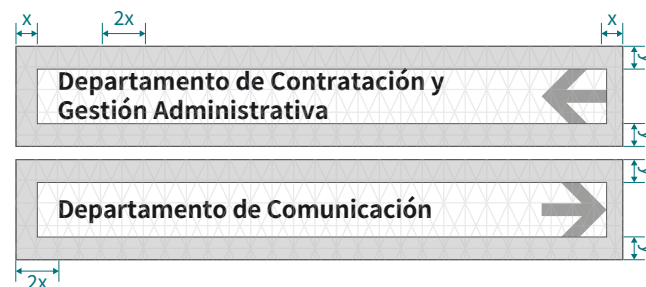 x 2x x
Departamento de Contratación y
Gestión Administrativa
Departamento de Comunicación
2x